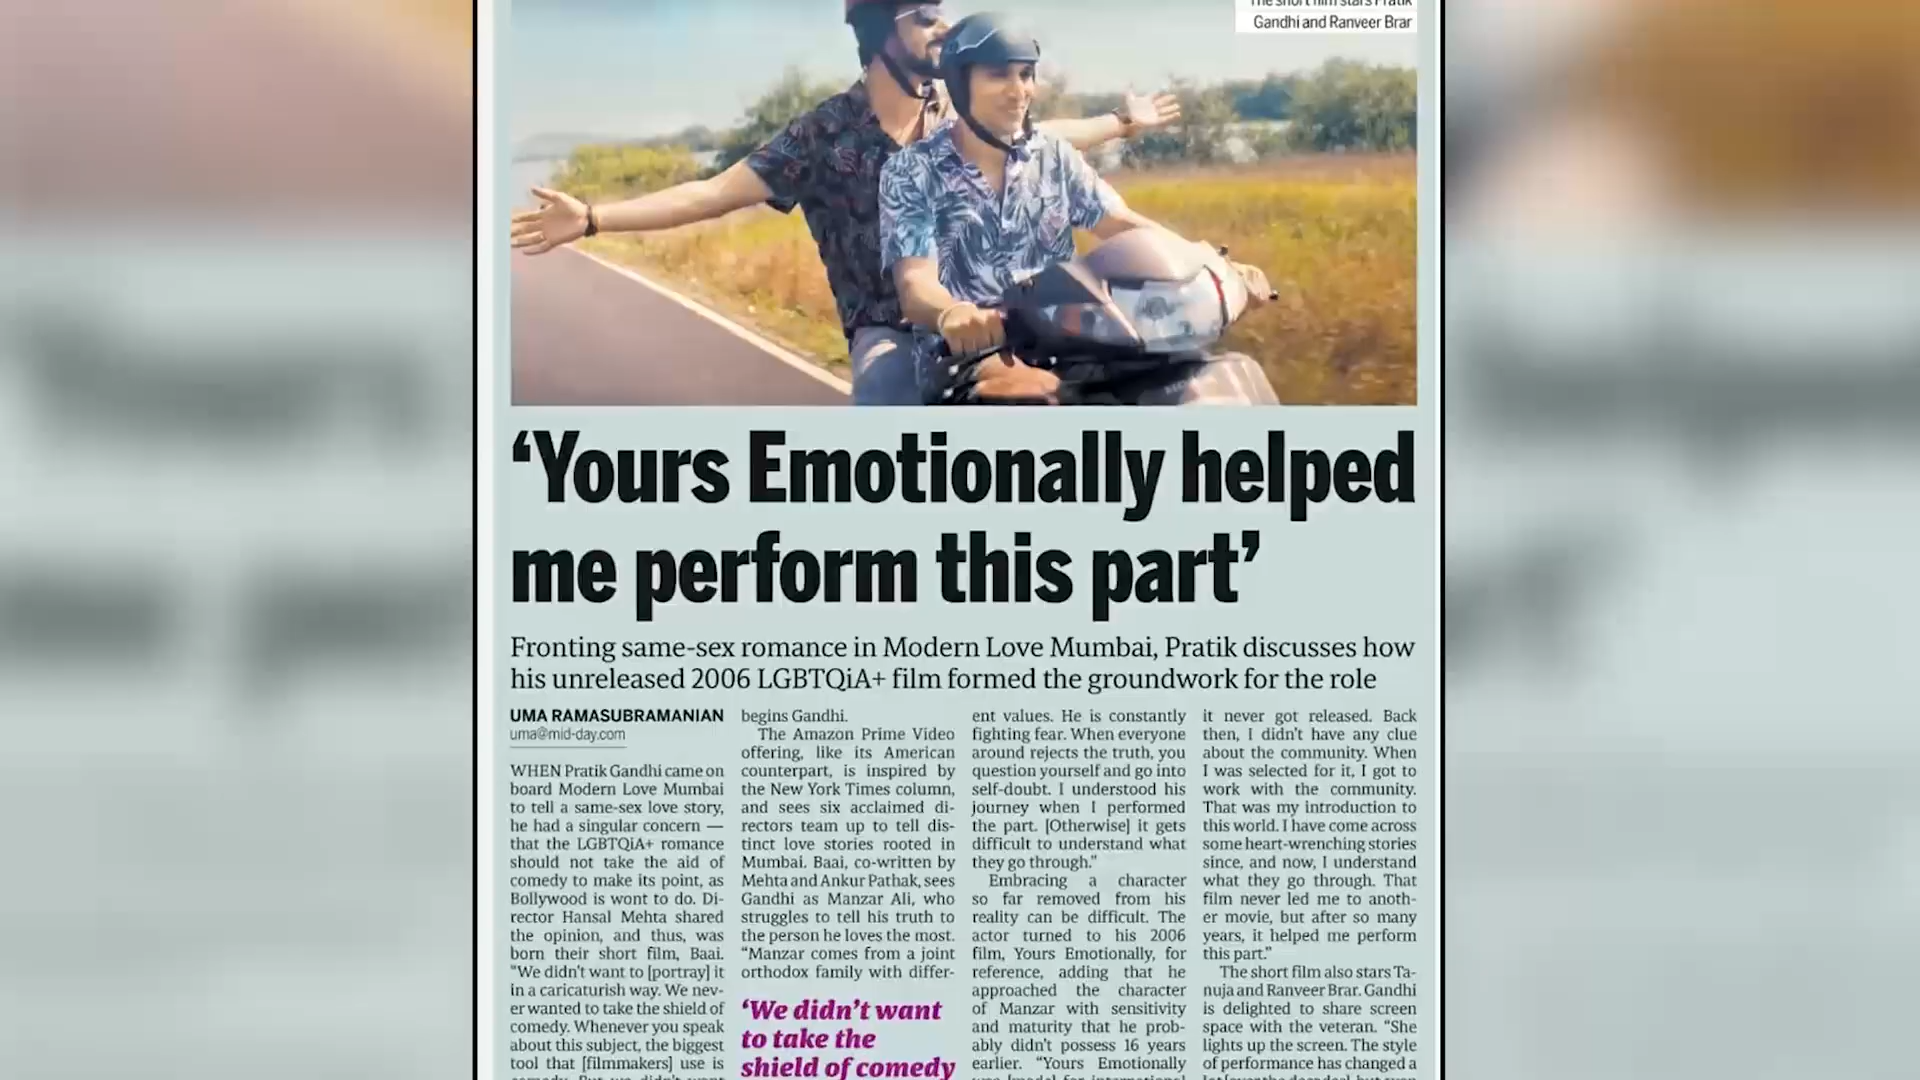 The short film stars Pratik
Gandhi and Ranveer Brar
‘Yours Emotionally helped
me perform this part’
Fronting same-sex romance in Modern Love Mumbai, Pratik discusses how
his unreleased 2006 LGBTQiA+ film formed the groundwork for the role
UMA RAMASUBRAMANIAN
uma@mid-day.com
WHEN Pratik Gandhi came on
board Modern Love Mumbai
to tell a same-sex love story,
he had a singular concern —
that the LGBTQiA+ romance
should not take the aid of
comedy to make its point, as
Bollywood is wont to do. Di-
rector Hansal Mehta shared
the opinion, and thus, was
born their short film, Baai.
“We didn’t want to [portray] it
in a caricaturish way. We nev-
er wanted to take the shield of
comedy. Whenever you speak
about this subject, the biggest
tool that [filmmakers] use is
begins Gandhi.
The Amazon Prime Video
offering, like its American
counterpart, is inspired by
the New York Times column,
and sees six acclaimed di-
rectors team up to tell dis-
tinct love stories rooted in
Mumbai. Baai, co-written by
Mehta and Ankur Pathak, sees
Gandhi as Manzar Ali, who
struggles to tell his truth to
the person he loves the most.
“Manzar comes from a joint
orthodox family with differ-
‘We didn’t want
to take the
shield of comedy
ent values. He is constantly
fighting fear. When everyone
around rejects the truth, you
question yourself and go into
self-doubt. I understood his
journey when I performed
the part. [Otherwise] it gets
difficult to understand what
they go through.”
Embracing a character
so far removed from his
reality can be difficult. The
actor turned to his 2006
film, Yours Emotionally, for
reference, adding that he
approached the character
of Manzar with sensitivity
and maturity that he prob-
ably didn’t possess 16 years
earlier. “Yours Emotionally
it never got released. Back
then, I didn’t have any clue
about the community. When
I was selected for it, I got to
work with the community.
That was my introduction to
this world. I have come across
some heart-wrenching stories
since, and now, I understand
what they go through. That
film never led me to anoth-
er movie, but after so many
years, it helped me perform
this part.”
The short film also stars Ta-
nuja and Ranveer Brar. Gandhi
is delighted to share screen
space with the veteran. “She
lights up the screen. The style
of performance has changed a